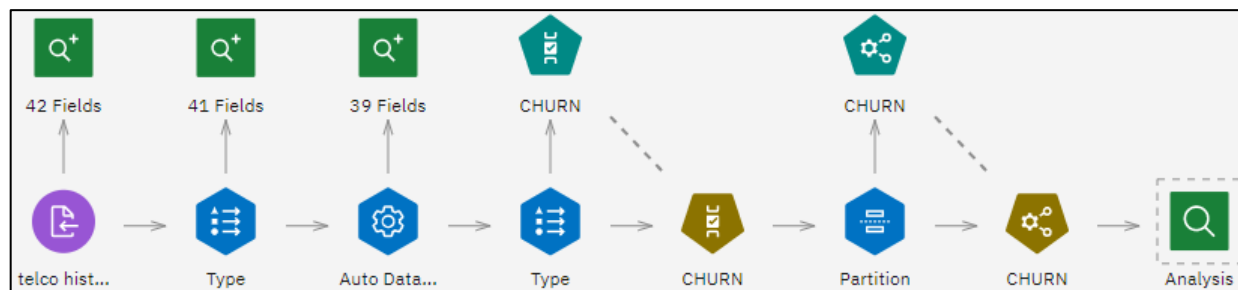 42 Fields
41 Fields
39 Fields
CHURN
CHURN
telco hist...
Type
Auto Data...
Type
CHURN
Partition
CHURN
Analysis